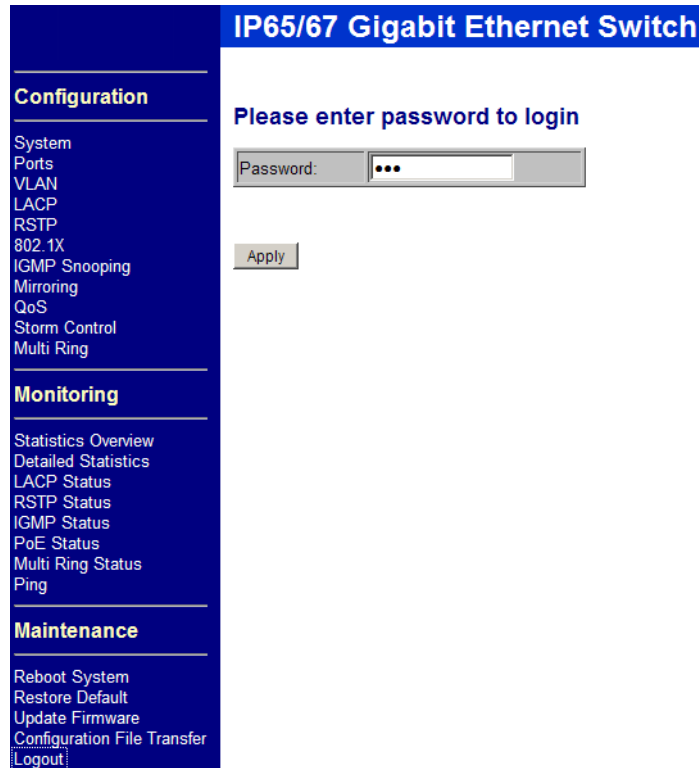 IP65/67 Gigabit Ethernet Switch
Configuration
System
Ports
VLAN
LACP
RSTP
802.1X
IGMP Snooping
Mirroring
QoS
Storm Control
Multi Ring
Monitoring
Statistics Overview
Detailed Statistics
LACP Status
RSTP Status
IGMP Status
PoE Status
Multi Ring Status
Ping
Maintenance
Reboot System
Restore Default
Update Firmware
Configuration File Transfer
Logout
Please enter password to login
Password: •••
Apply